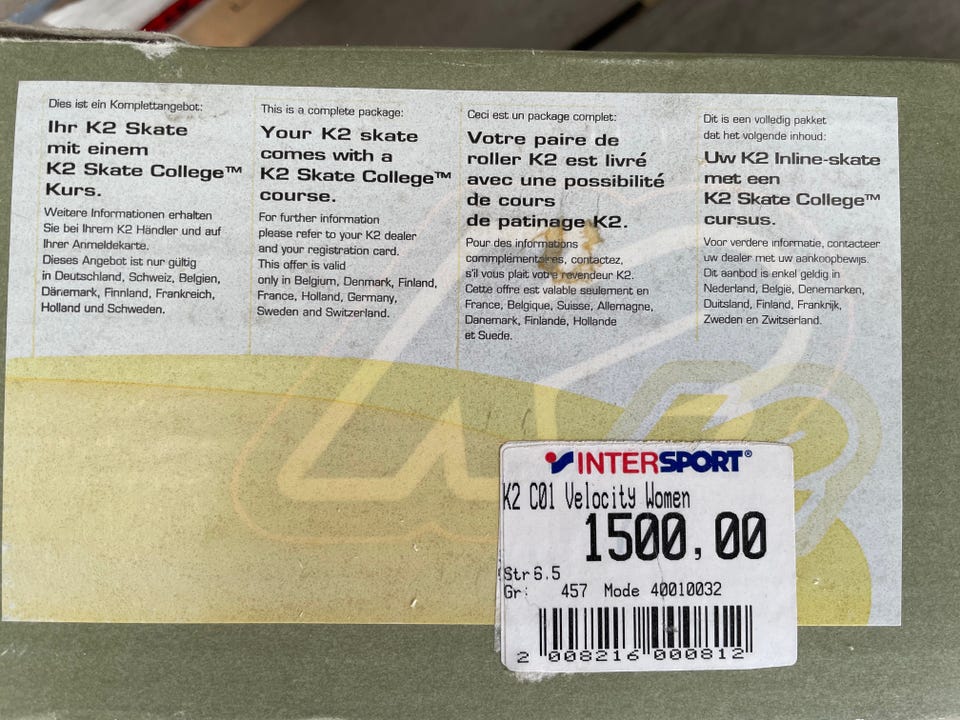 Dies ist ein Komplettangebot:
Ihr K2 Skate
mit einem
K2 Skate College™
Kurs.
Weitere Informationen erhalten
Sie bei Ihrem K2 Händler und auf
Ihrer Anmeldekarte.
Dieses Angebot ist nur gültig
in Deutschland, Schweiz, Belgien,
Dänemark, Finnland, Frankreich,
Holland und Schweden.
This is a complete package:
Your K2 skate
comes with a
K2 Skate College™
course.
For further information
please refer to your K2 dealer
and your registration card.
This offer is valid
only in Belgium, Denmark, Finland,
France, Holland, Germany,
Sweden and Switzerland.
Ceci est un package complet:
Votre paire de
roller K2 est livré
avec une possibilité
de cours
de patinage K2.
Pour des informations
commplémentaires, contactez,
s'il vous plait votre revendeur K2.
Cette offre est valable seulement en
France, Belgique, Suisse, Allemagne,
Danemark, Finlande, Hollande
et Suede.
Dit is een volledig pakket
dat het volgende inhoud:
Uw K2 Inline-skate
met een
K2 Skate College™
cursus.
Voor verdere informatie, contacteer
uw dealer met uw aankoopbewijs.
Dit aanbod is enkel geldig in
Nederland, Belgie, Denemarken,
Duitsland, Finland, Frankrijk,
Zweden en Zwitserland.
INTERSPORT®
K2 C01 Velocity Women
1500,00
Str 6.5
Gr: 457 Mode 40010032
2 008216 000812